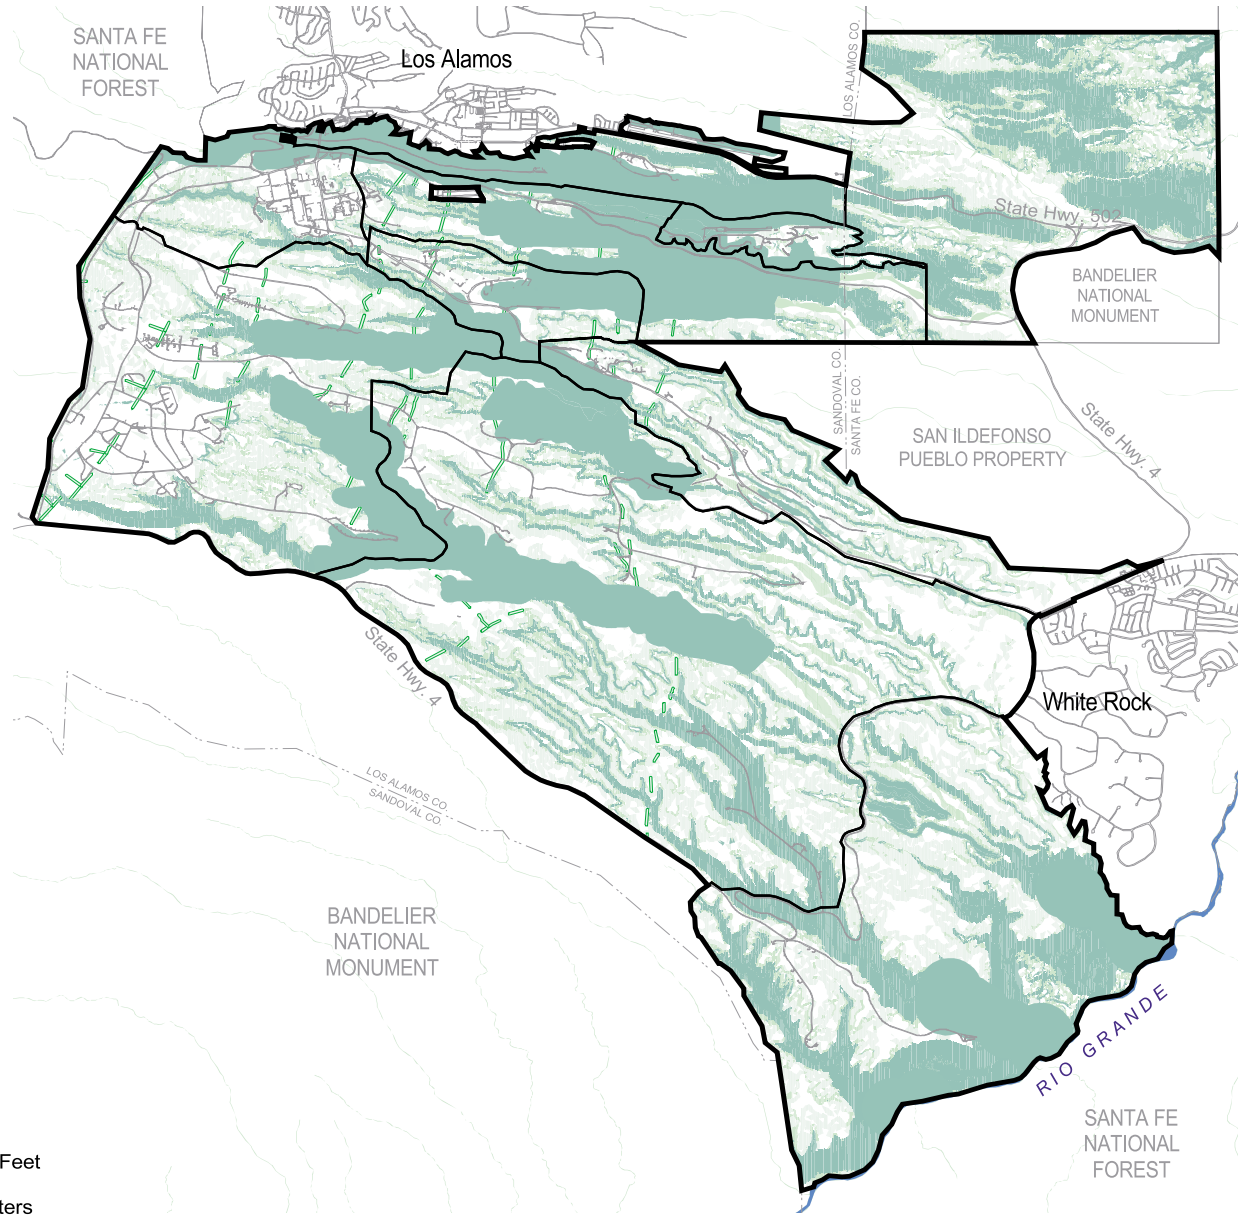 SANTA FE
NATIONAL
FOREST
Los Alamos
LOS ALAMOS CO.
State Hwy. 502
BANDELIER
NATIONAL
MONUMENT
SANDOVAL CO.
SANTA FE CO.
State Hwy. 4
SAN ILDEFONSO
PUEBLO PROPERTY
State Hwy. 4
White Rock
LOS ALAMOS CO.
SANDOVAL CO.
BANDELIER
NATIONAL
MONUMENT
RIO GRANDE
SANTA FE
NATIONAL
FOREST
Feet
ters